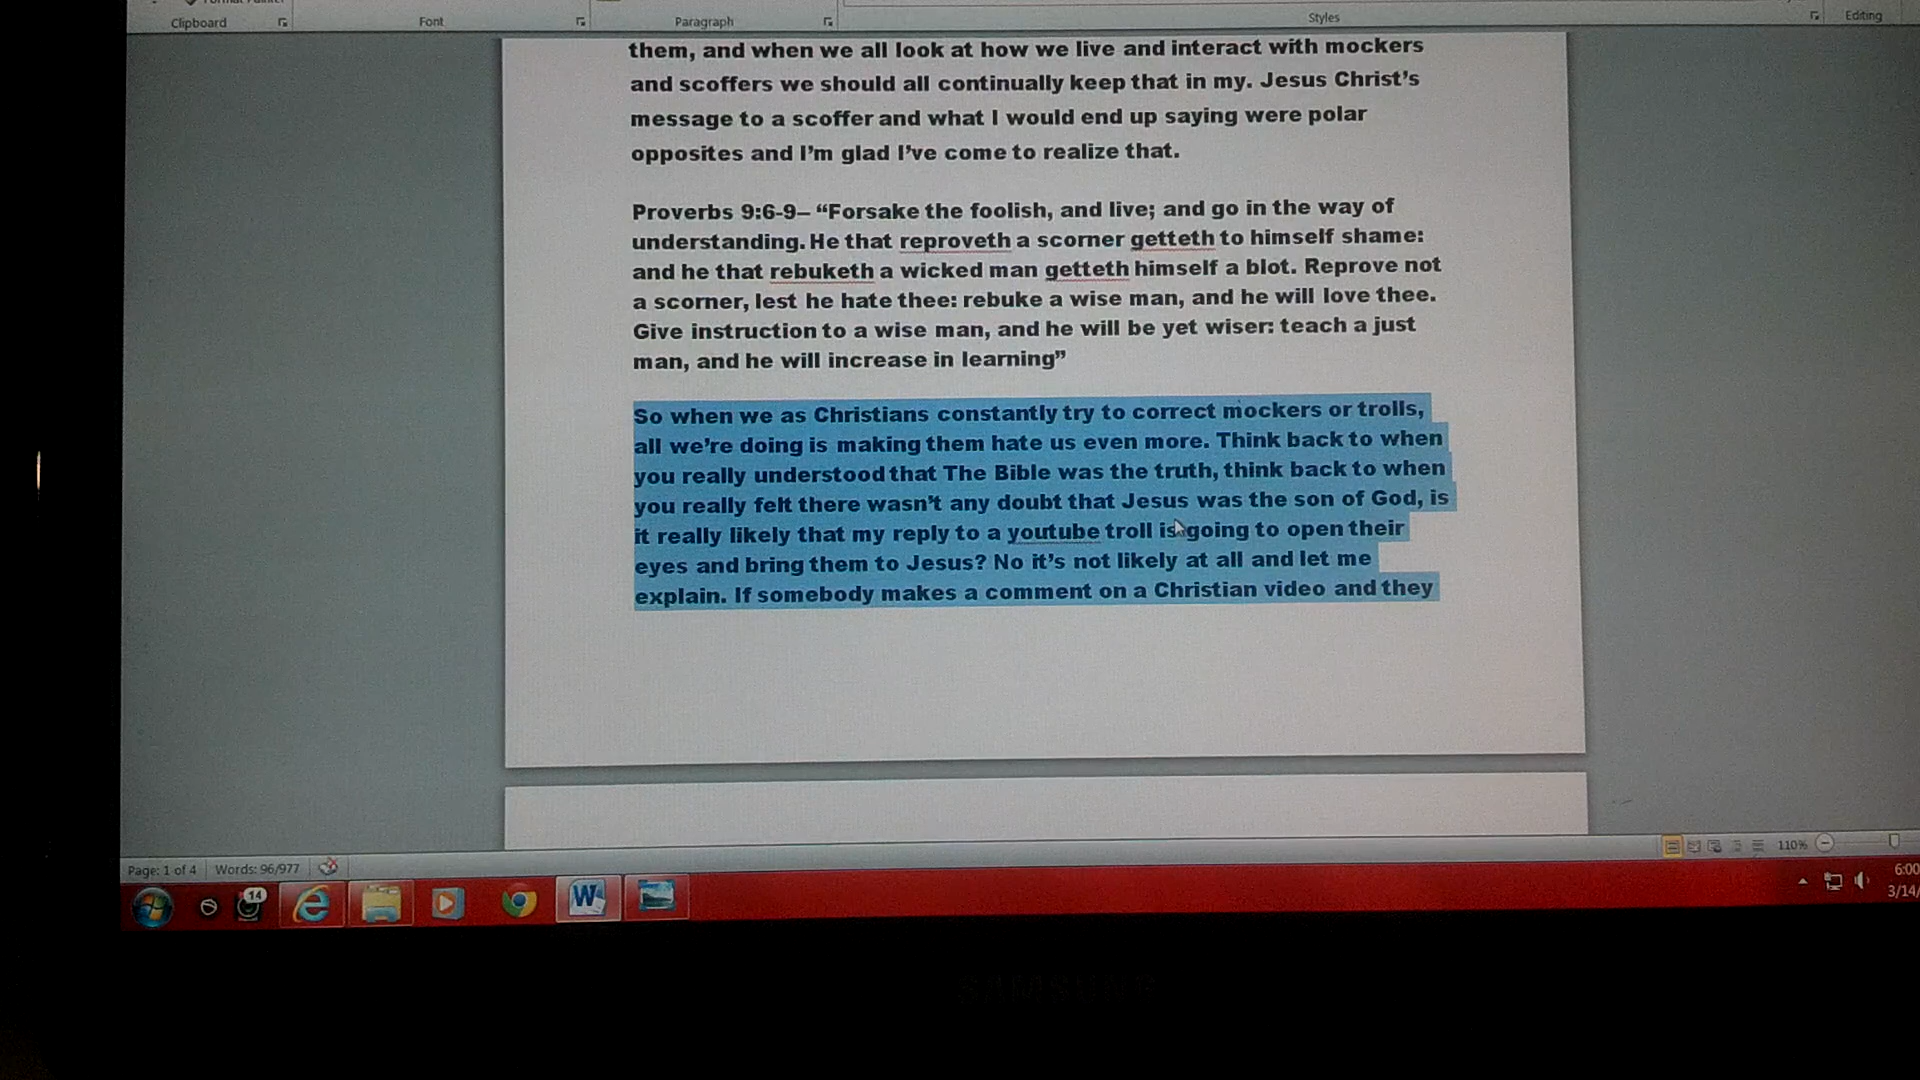 Clipboard
Font
Paragraph
Styles
Editing
them, and when we all look at how we live and interact with mockers
and scoffers we should all continually keep that in my. Jesus Christ's
message to a scoffer and what I would end up saying were polar
opposites and I'm glad I've come to realize that.
Proverbs 9:6-9– “Forsake the foolish, and live; and go in the way of
understanding. He that reproveth a scorner getteth to himself shame:
and he that rebuketh a wicked man getteth himself a blot. Reprove not
a scorner, lest he hate thee: rebuke a wise man, and he will love thee.
Give instruction to a wise man, and he will be yet wiser: teach a just
man, and he will increase in learning”
So when we as Christians constantly try to correct mockers or trolls,
all we're doing is making them hate us even more. Think back to when
you really understood that The Bible was the truth, think back to when
you really felt there wasn't any doubt that Jesus was the son of God, is
it really likely that my reply to a youtube troll is going to open their
eyes and bring them to Jesus? No it's not likely at all and let me
explain. If somebody makes a comment on a Christian video and they
Page: 1 of 4
Words: 96/977
110%
14
6:00
3/14/
SAMSUNG